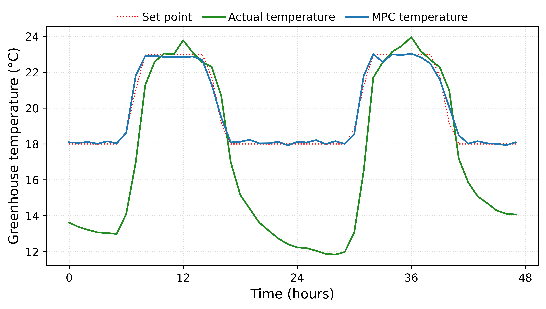 Set point Actual temperature MPC temperature
Greenhouse temperature (°C)
24
22
20
18
16
14
12
0 12 24 36 48
Time (hours)